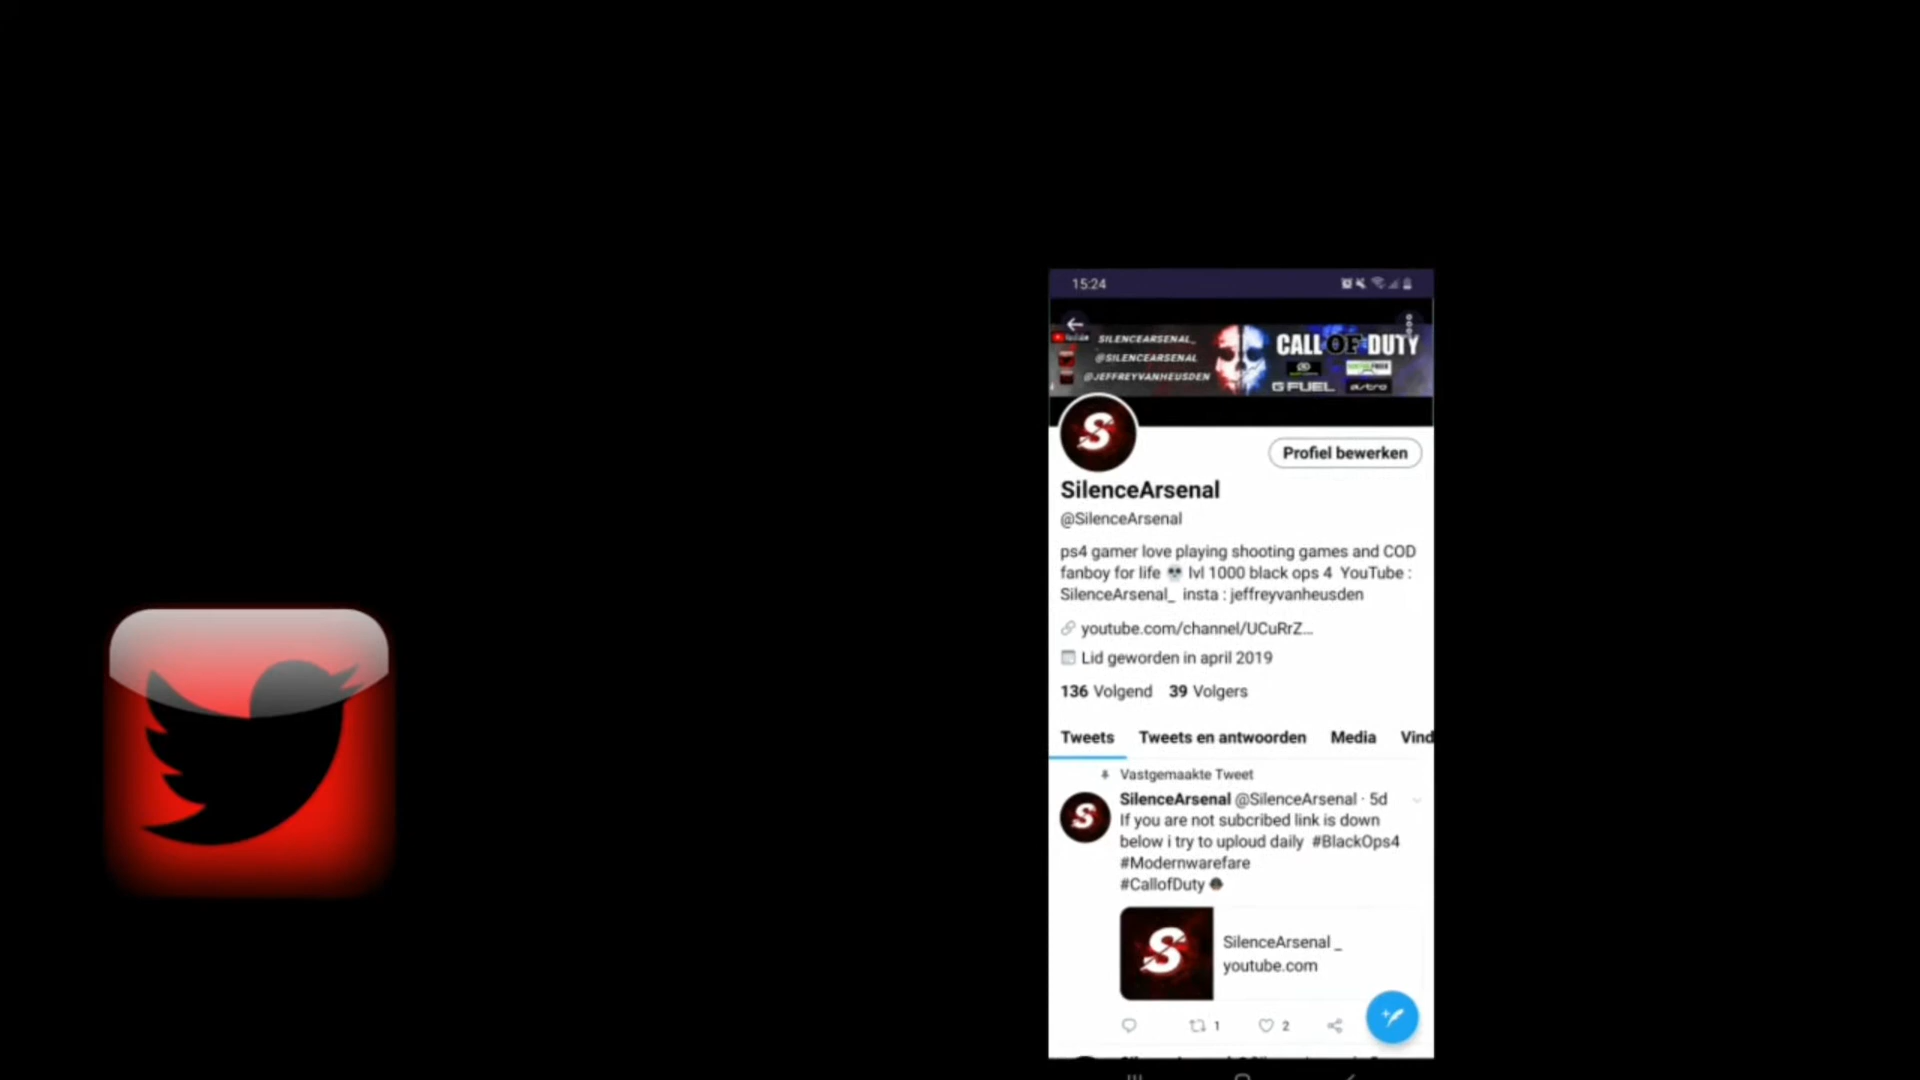 15:24
YouTube
SILENCEARSENAL_
@SILENCEARSENAL
@JEFFREYVANHEUSDEN
CALL OF DUTY
G FUEL
astro
S
Profiel bewerken
SilenceArsenal
@SilenceArsenal
ps4 gamer love playing shooting games and COD
fanboy for life 💀 lvl 1000 black ops 4 YouTube :
SilenceArsenal_ insta : jeffreyvanheusden
youtube.com/channel/UCuRrZ...
Lid geworden in april 2019
136 Volgend 39 Volgers
Tweets Tweets en antwoorden Media Vind
Vastgemaakte Tweet
S
SilenceArsenal @SilenceArsenal · 5d
If you are not subcribed link is down
below i try to uploud daily #BlackOps4
#Modernwarefare
#CallofDuty
S
SilenceArsenal _
youtube.com
1 2